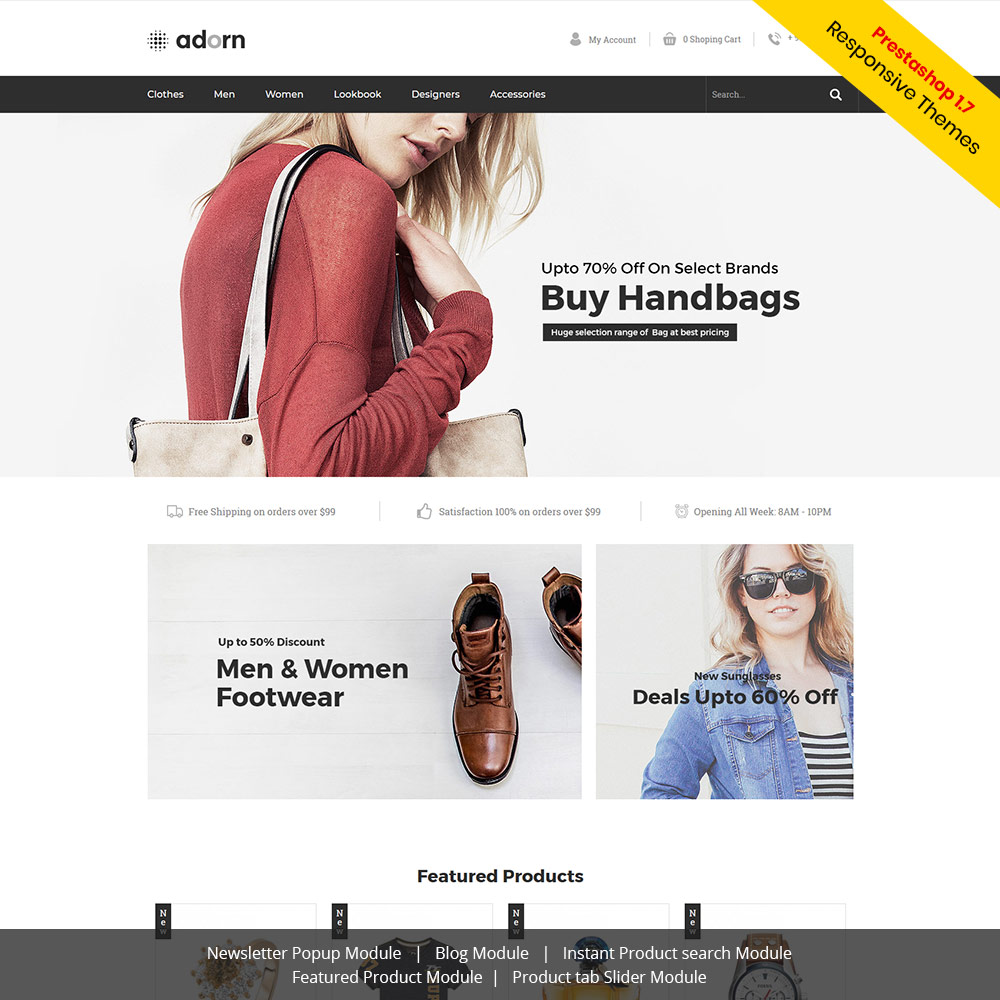 adorn
My Account
0 Shoping Cart
Prestashop 1.7
Responsive Themes
Clothes
Men
Women
Lookbook
Designers
Accessories
Search...
Upto 70% Off On Select Brands
Buy Handbags
Huge selection range of Bag at best pricing
Free Shipping on orders over $99
Satisfaction 100% on orders over $99
Opening All Week: 8AM - 10PM
Up to 50% Discount
Men & Women
Footwear
New Sunglasses
Deals Upto 60% Off
Featured Products
New
New
New
New
Newsletter Popup Module | Blog Module | Instant Product search Module
Featured Product Module | Product tab Slider Module